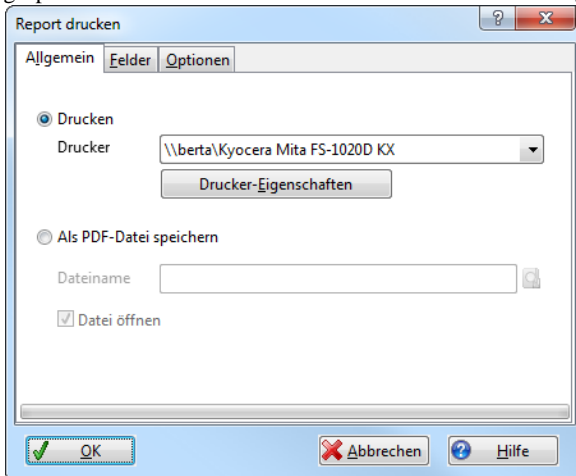 Report drucken
?
Allgemein Felder Optionen
Drucken
Drucker \\berta\Kyocera Mita FS-1020D KX
Drucker-Eigenschaften
Als PDF-Datei speichern
Dateiname
Datei öffnen
OK Abbrechen ? Hilfe